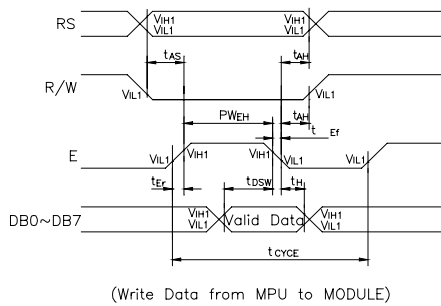 RS
VIH1
VIL1
VIH1
VIL1
tAS
tAH
R/W
VIL1
VIL1
PWEH
tAH
t Ef
E
VIL1
VIH1
VIH1
VIL1
VIL1
tEr
tDSW
tH
DB0~DB7
VIH1
VIL1
Valid Data
VIH1
VIL1
tCYCE
(Write Data from MPU to MODULE)